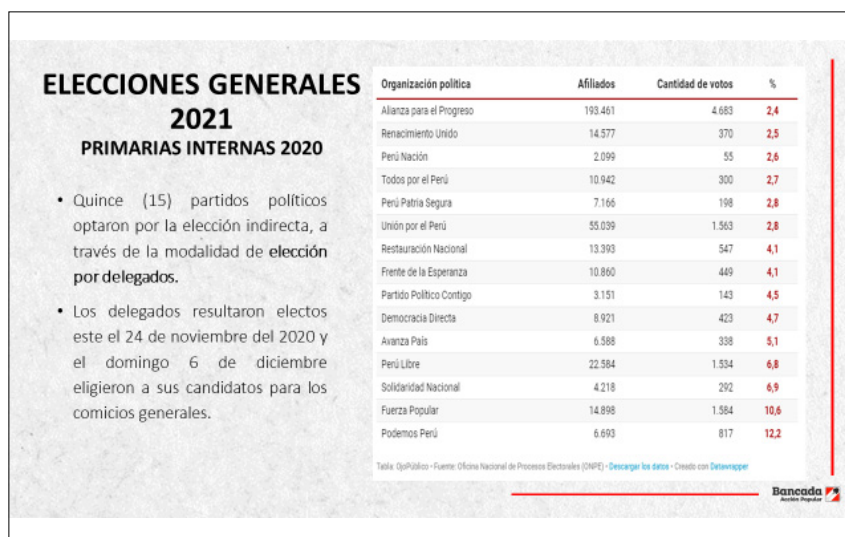 ELECCIONES GENERALES
2021
PRIMARIAS INTERNAS 2020
• Quince (15) partidos políticos
optaron por la elección indirecta, a
través de la modalidad de elección
por delegados.
• Los delegados resultaron electos
este el 24 de noviembre del 2020 y
el domingo 6 de diciembre
eligieron a sus candidatos para los
comicios generales.
Organización política Afiliados Cantidad de votos %
Alianza para el Progreso 193.461 4.683 2,4
Renacimiento Unido 14.577 370 2,5
Perú Nación 2.099 55 2,6
Todos por el Perú 10.942 300 2,7
Perú Patria Segura 7.166 198 2,8
Unión por el Perú 55.039 1.563 2,8
Restauración Nacional 13.393 547 4,1
Frente de la Esperanza 10.860 449 4,1
Partido Político Contigo 3.151 143 4,5
Democracia Directa 8.921 423 4,7
Avanza País 6.588 338 5,1
Perú Libre 22.584 1.534 6,8
Solidaridad Nacional 4.218 292 6,9
Fuerza Popular 14.898 1.584 10,6
Podemos Perú 6.693 817 12,2
Tabla: OjoPúblico • Fuente: Oficina Nacional de Procesos Electorales (ONPE) • Descargar los datos • Creado con Datawrapper
Bancada
Acción Popular